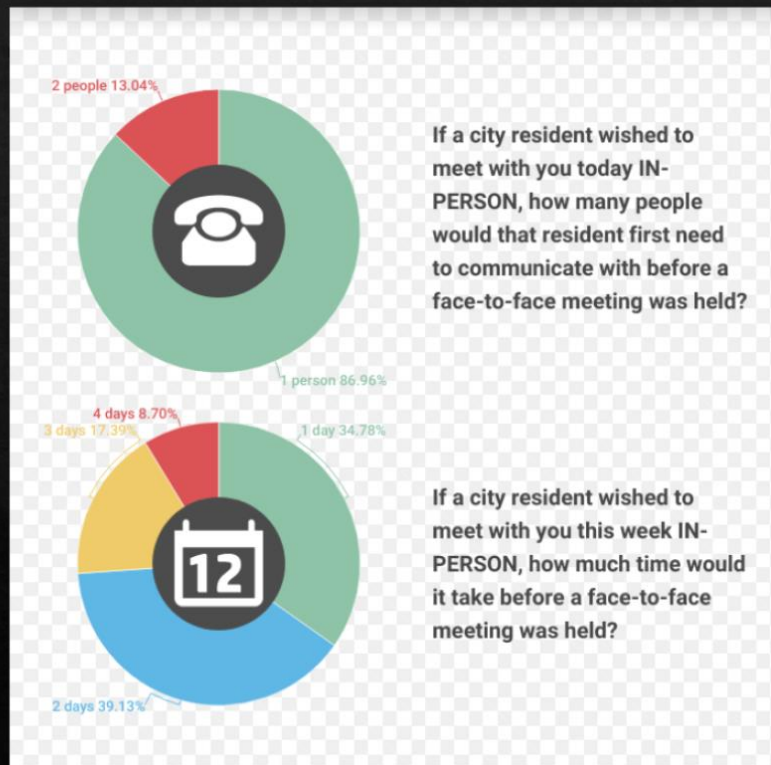 2 people 13.04%
If a city resident wished to
meet with you today IN-
PERSON, how many people
would that resident first need
to communicate with before a
face-to-face meeting was held?
1 person 86.96%
4 days 8.70%
3 days 17.39%
1 day 34.78%
12
If a city resident wished to
meet with you this week IN-
PERSON, how much time would
it take before a face-to-face
meeting was held?
2 days 39.13%